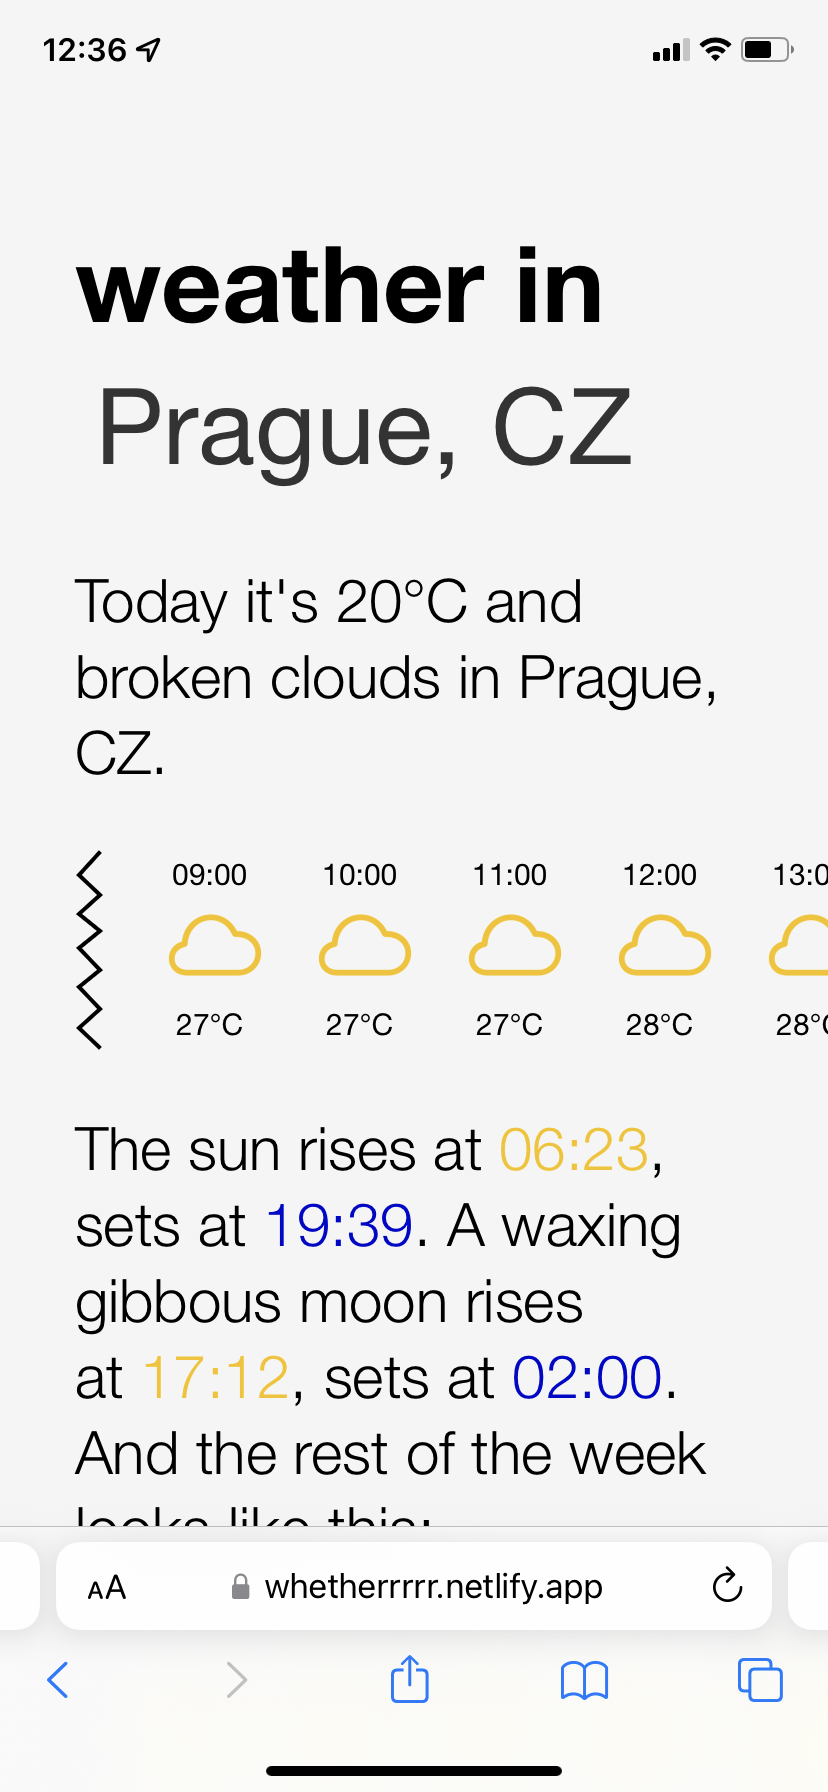 12:36
weather in
Prague, CZ
Today it's 20°C and
broken clouds in Prague,
CZ.
09:00 10:00 11:00 12:00 13:0
27°C 27°C 27°C 28°C 28°
The sun rises at 06:23,
sets at 19:39. A waxing
gibbous moon rises
at 17:12, sets at 02:00.
And the rest of the week
looks like this:
AA whetherrrrr.netlify.app